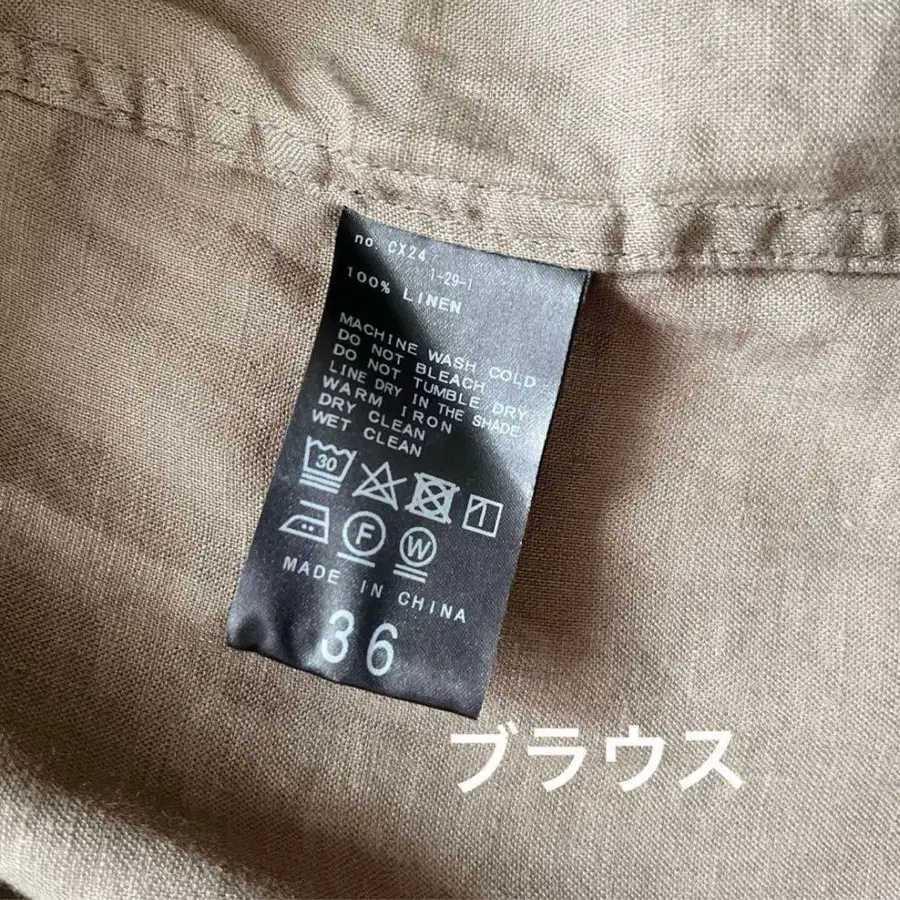 no. CX24
1-29-1
100% LINEN
MACHINE WASH COLD
DO NOT BLEACH
DO NOT TUMBLE DRY
LINE DRY IN THE SHADE
WARM IRON
DRY CLEAN
WET CLEAN
30
F W
MADE IN CHINA
36
ブラウス